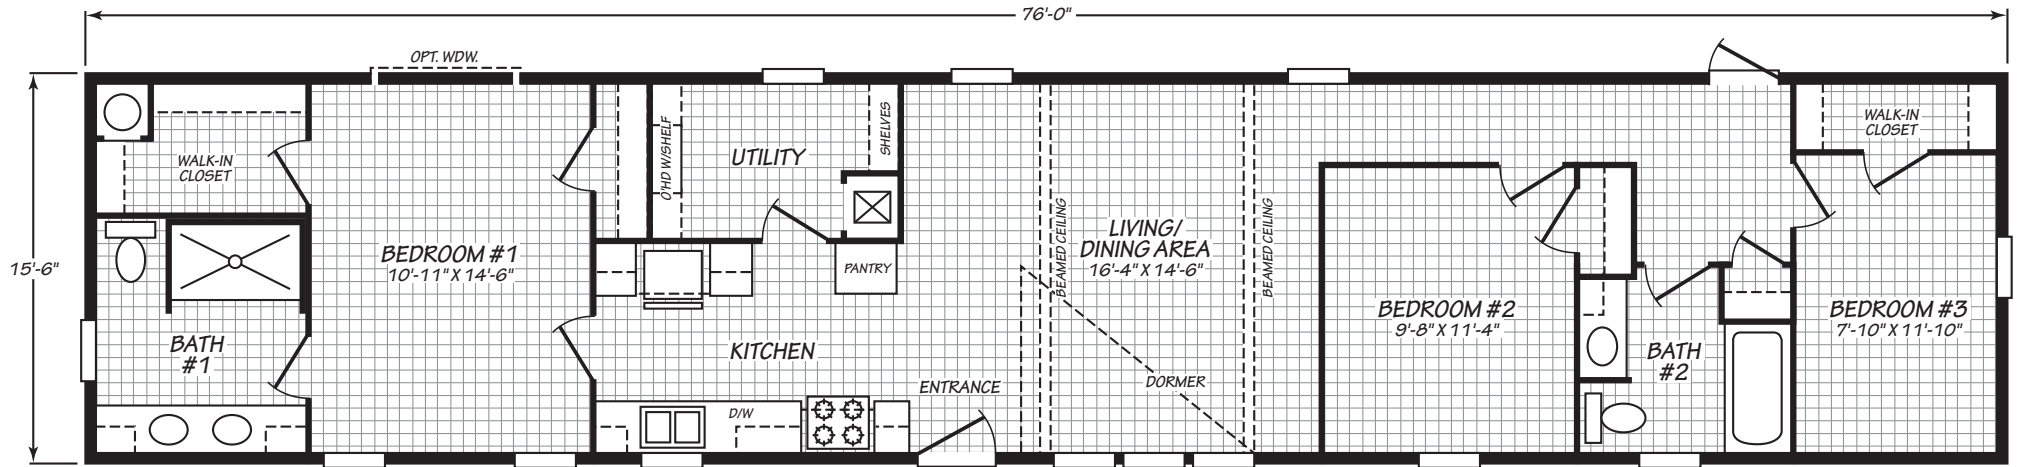 76'-0"
OPT. WDW.
15'-6"
WALK-IN
CLOSET
BEDROOM #1
10'-11" X 14'-6"
BATH
#1
O'HD W/SHELF
UTILITY
SHELVES
PANTRY
KITCHEN
D/W
ENTRANCE
BEAMED CEILING
LIVING/
DINING AREA
16'-4" X 14'-6"
BEAMED CEILING
DORMER
BEDROOM #2
9'-8" X 11'-4"
BATH
#2
WALK-IN
CLOSET
BEDROOM #3
7'-10" X 11'-10"